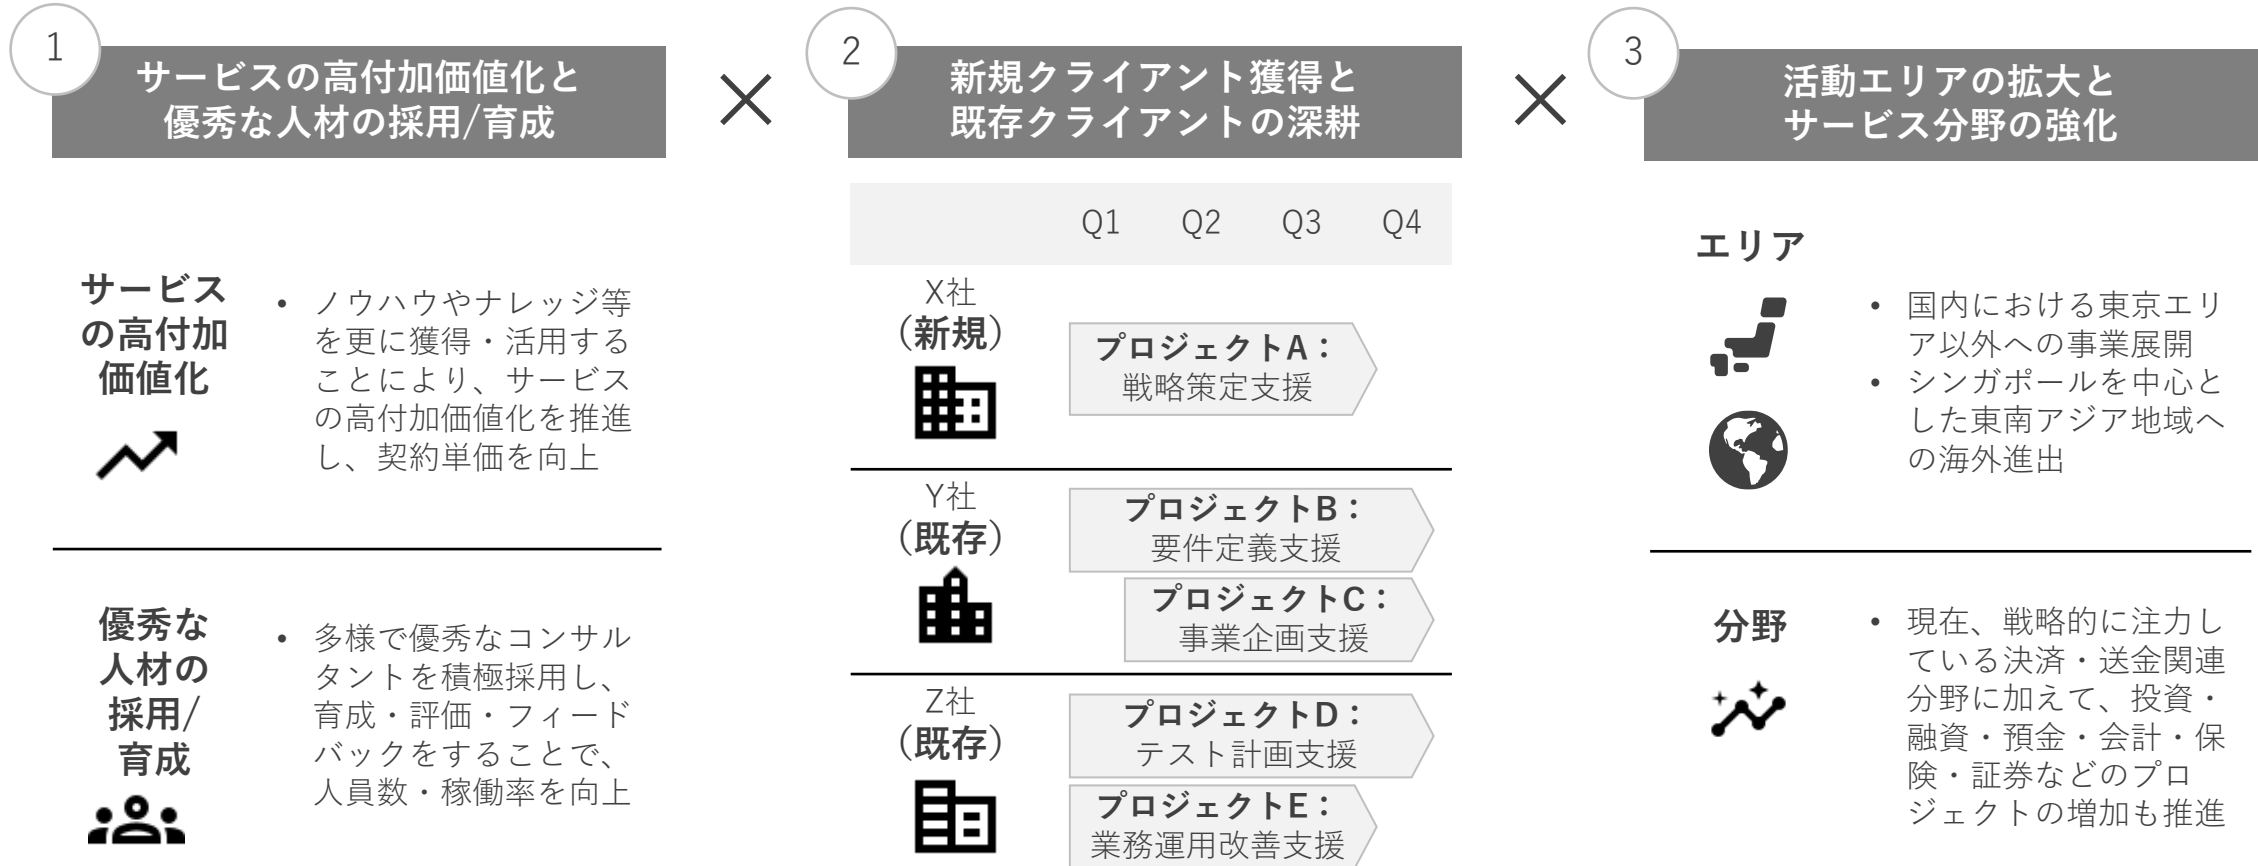 1
サービスの高付加価値化と
優秀な人材の採用/育成
サービス
の高付加
価値化
• ノウハウやナレッジ等
を更に獲得・活用する
ことにより、サービス
の高付加価値化を推進
し、契約単価を向上
優秀な
人材の
採用/
育成
• 多様で優秀なコンサル
タントを積極採用し、
育成・評価・フィード
バックをすることで、
人員数・稼働率を向上
×
2
新規クライアント獲得と
既存クライアントの深耕
Q1 Q2 Q3 Q4
X社
（新規）
プロジェクトA：
戦略策定支援
Y社
（既存）
プロジェクトB：
要件定義支援
プロジェクトC：
事業企画支援
Z社
（既存）
プロジェクトD：
テスト計画支援
プロジェクトE：
業務運用改善支援
×
3
活動エリアの拡大と
サービス分野の強化
エリア
• 国内における東京エリ
ア以外への事業展開
• シンガポールを中心と
した東南アジア地域へ
の海外進出
分野
• 現在、戦略的に注力し
ている決済・送金関連
分野に加えて、投資・
融資・預金・会計・保
険・証券などのプロ
ジェクトの増加も推進